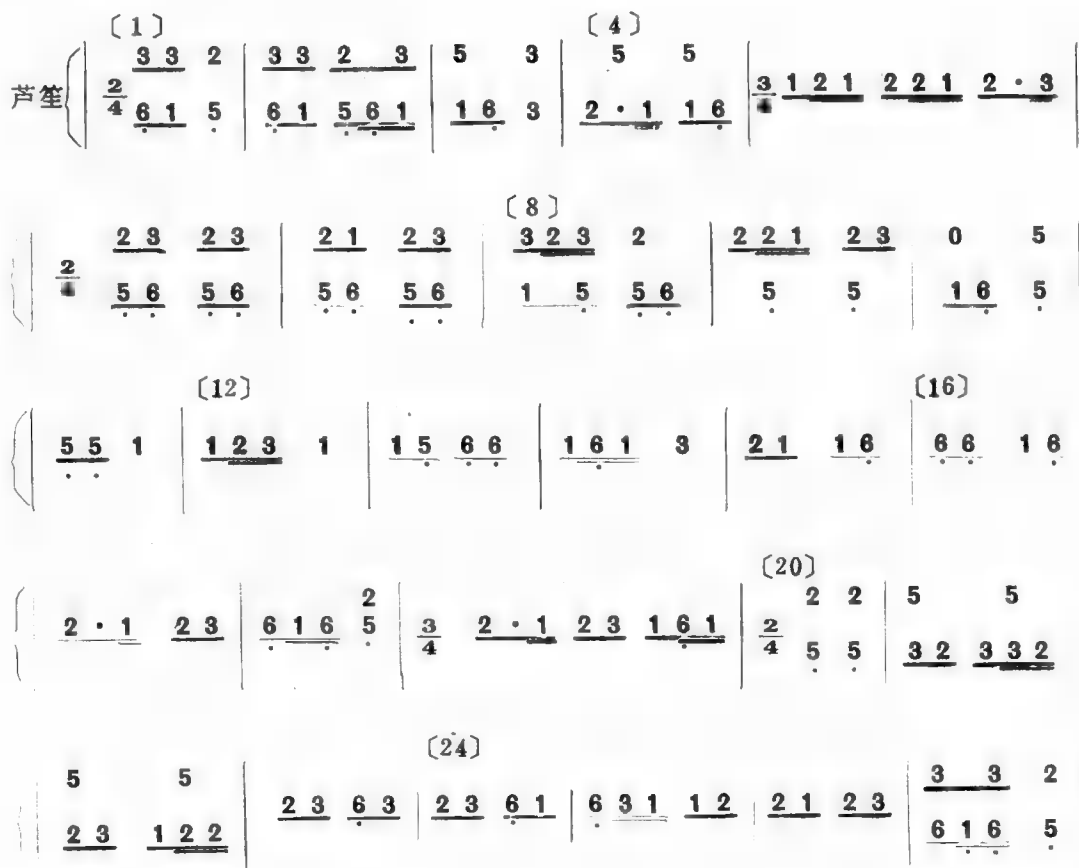 〔1〕 〔4〕
3 3 2 | 3 3 2 3 | 5 3 | 5 5 |
芦笙 2/4 3/4 1 2 1 2 2 1 2 · 3 |
6̣ 1 5̣ | 6̣ 1 5̣ 6̣ 1 | 1 6̣ 3 | 2 · 1 1 6̣ |
〔8〕
2/4 2 3 2 3 | 2 1 2 3 | 3 2 3 2 | 2 2 1 2 3 | 0 5
5̣ 6̣ 5̣ 6̣ | 5̣ 6̣ 5̣ 6̣ | 1 5̣ 5̣ 6̣ | 5̣ 5̣ | 1 6̣ 5̣
〔12〕 〔16〕
5̣ 5̣ 1 | 1 2 3 1 | 1 5̣ 6̣ 6̣ | 1 6̣ 1 3 | 2 1 1 6̣ | 6̣ 6̣ 1 6̣
〔20〕
2 2 2 | 5 5
2 · 1 2 3 | 6̣ 1 6̣ 5̣ | 3/4 2 · 1 2 3 1 6̣ 1 | 2/4 5̣ 5̣ | 3 2 3 3 2
〔24〕
5 5 | 3 3 2
2 3 6̣ 3 | 2 3 6̣ 1 | 6̣ 3 1 1 2 | 2 1 2 3 |
2 3 1 2 2 | 6 1̣ 6̣ 5̣